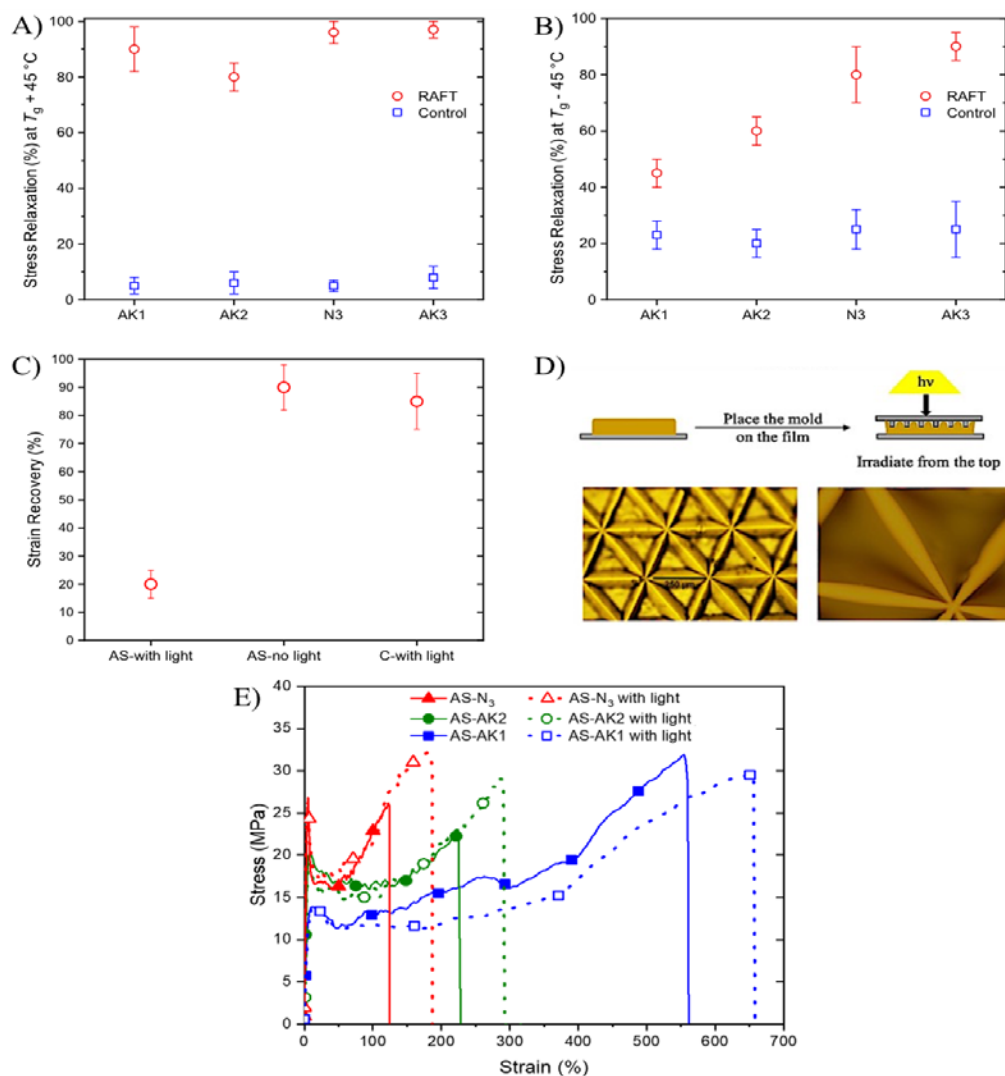 A)
Stress Relaxation (%) at Tg + 45 °C
100
80
60
40
20
0
RAFT
Control
AK1 AK2 N3 AK3
B)
Stress Relaxation (%) at Tg - 45 °C
100
80
60
40
20
0
RAFT
Control
AK1 AK2 N3 AK3
C)
Strain Recovery (%)
100
90
80
70
60
50
40
30
20
10
0
AS-with light AS-no light C-with light
D)
hν
Place the mold
on the film
Irradiate from the top
250 µm
E)
Stress (MPa)
40
35
30
25
20
15
10
5
0
AS-N3 AS-N3 with light
AS-AK2 AS-AK2 with light
AS-AK1 AS-AK1 with light
0 100 200 300 400 500 600 700
Strain (%)